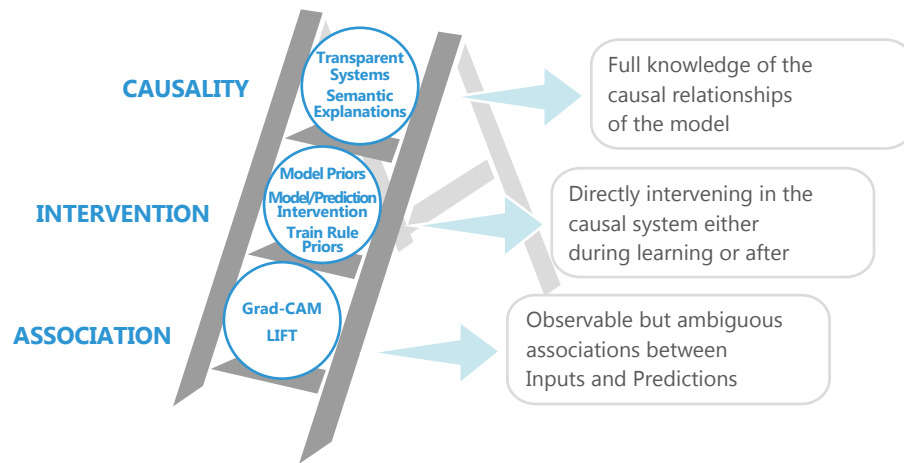 CAUSALITY
Transparent
Systems
Semantic
Explanations
Full knowledge of the
causal relationships
of the model
INTERVENTION
Model Priors
Model/Prediction
Intervention
Train Rule
Priors
Directly intervening in the
causal system either
during learning or after
ASSOCIATION
Grad-CAM
LIFT
Observable but ambiguous
associations between
Inputs and Predictions